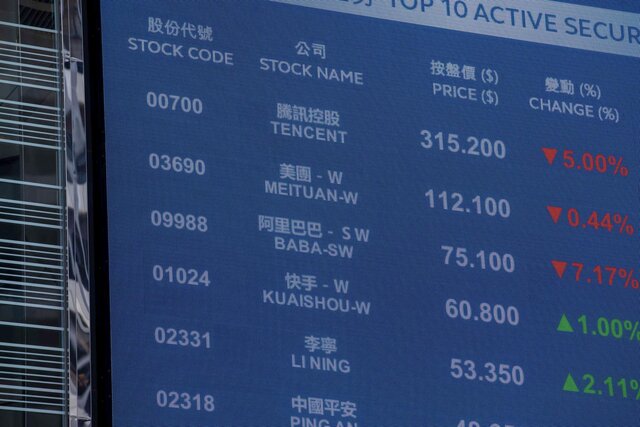 TOP 10 ACTIVE SECUR
股份代號 公司 按盤價 ($) 變動 (%)
STOCK CODE STOCK NAME PRICE ($) CHANGE (%)
00700 騰訊控股 315.200 ▼5.00%
TENCENT
03690 美團 - W 112.100 ▼0.44%
MEITUAN-W
09988 阿里巴巴 - S W 75.100 ▼7.17%
BABA-SW
01024 快手 - W 60.800 ▲1.00%
KUAISHOU-W
02331 李寧 53.350 ▲2.11%
LI NING
02318 中國平安
PING AN